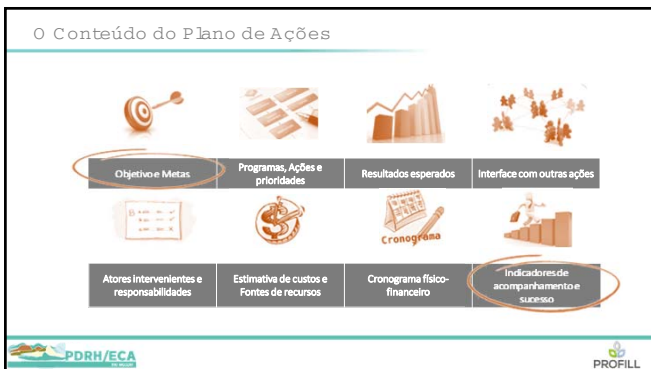 O Conteúdo do Plano de Ações
Objetivo e Metas
Programas, Ações e
prioridades
Resultados esperados
Interface com outras ações
Cronograma
Atores intervenientes e
responsabilidades
Estimativa de custos e
Fontes de recursos
Cronograma físico-
financeiro
Indicadores de
acompanhamento e
sucesso
PDRH/ECA
PROFILL